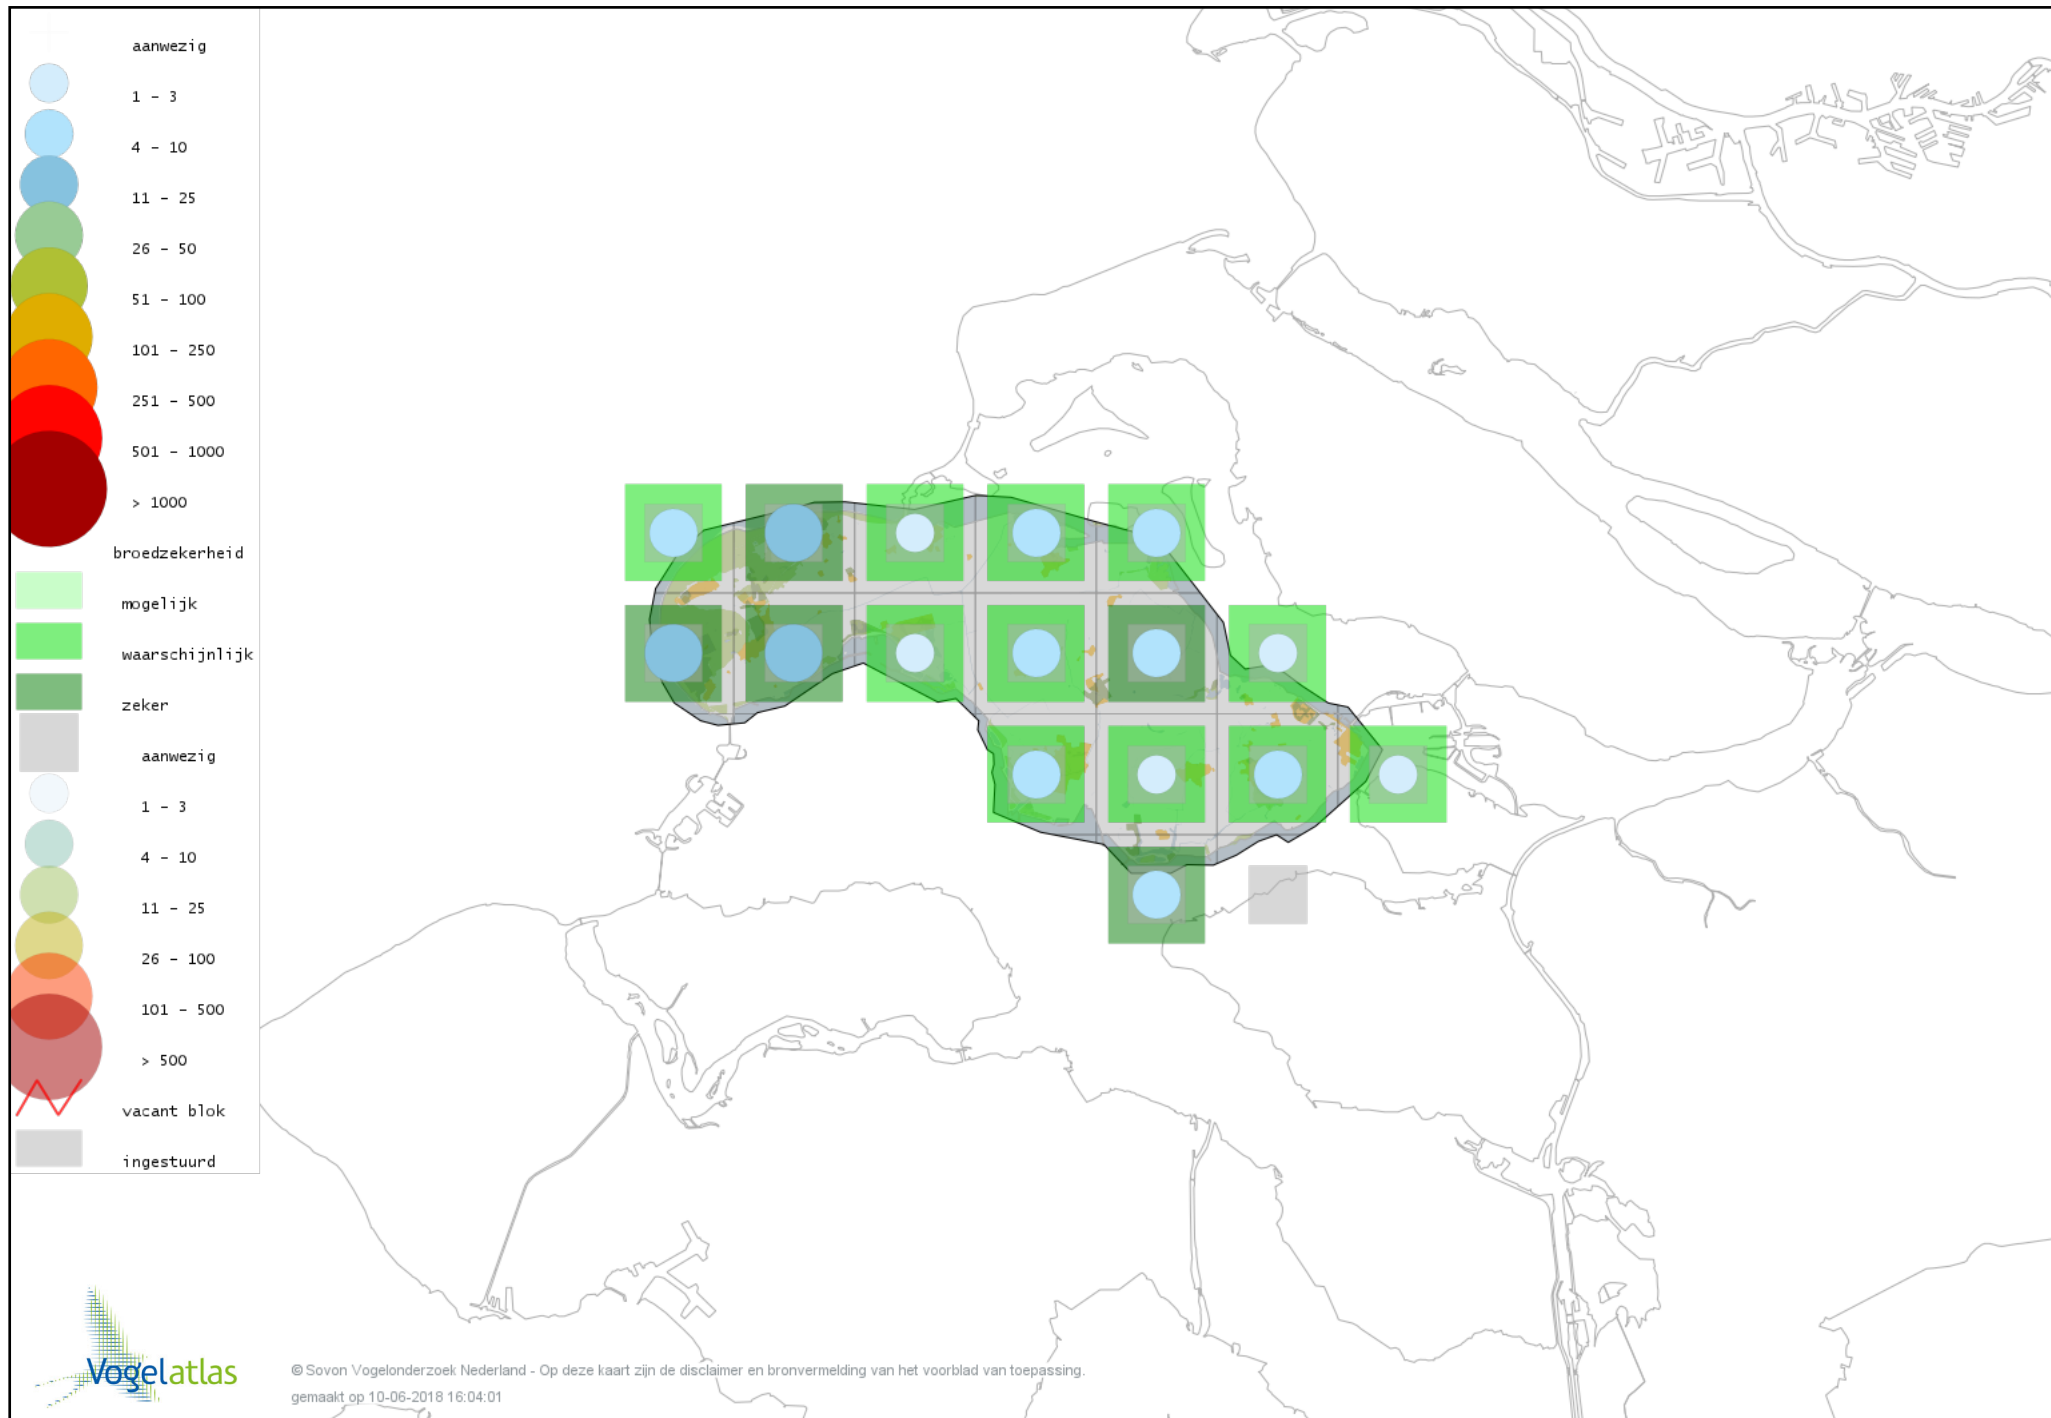 aanwezig
1 - 3
4 - 10
11 - 25
26 - 50
51 - 100
101 - 250
251 - 500
501 - 1000
> 1000
broedzekerheid
mogelijk
waarschijnlijk
zeker
aanwezig
1 - 3
4 - 10
11 - 25
26 - 100
101 - 500
> 500
vacant blok
ingestuurd
Vogelatlas
© Sovon Vogelonderzoek Nederland - Op deze kaart zijn de disclaimer en bronvermelding van het voorblad van toepassing.
gemaakt op 10-06-2018 16:04:01